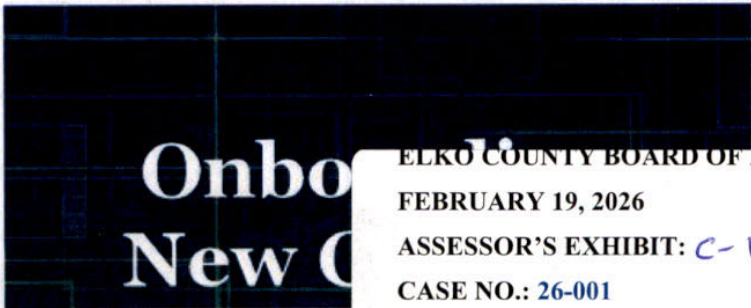 Onbo
New
ELKO COUNTY BOARD OF
FEBRUARY 19, 2026
ASSESSOR'S EXHIBIT: C-
CASE NO.: 26-001